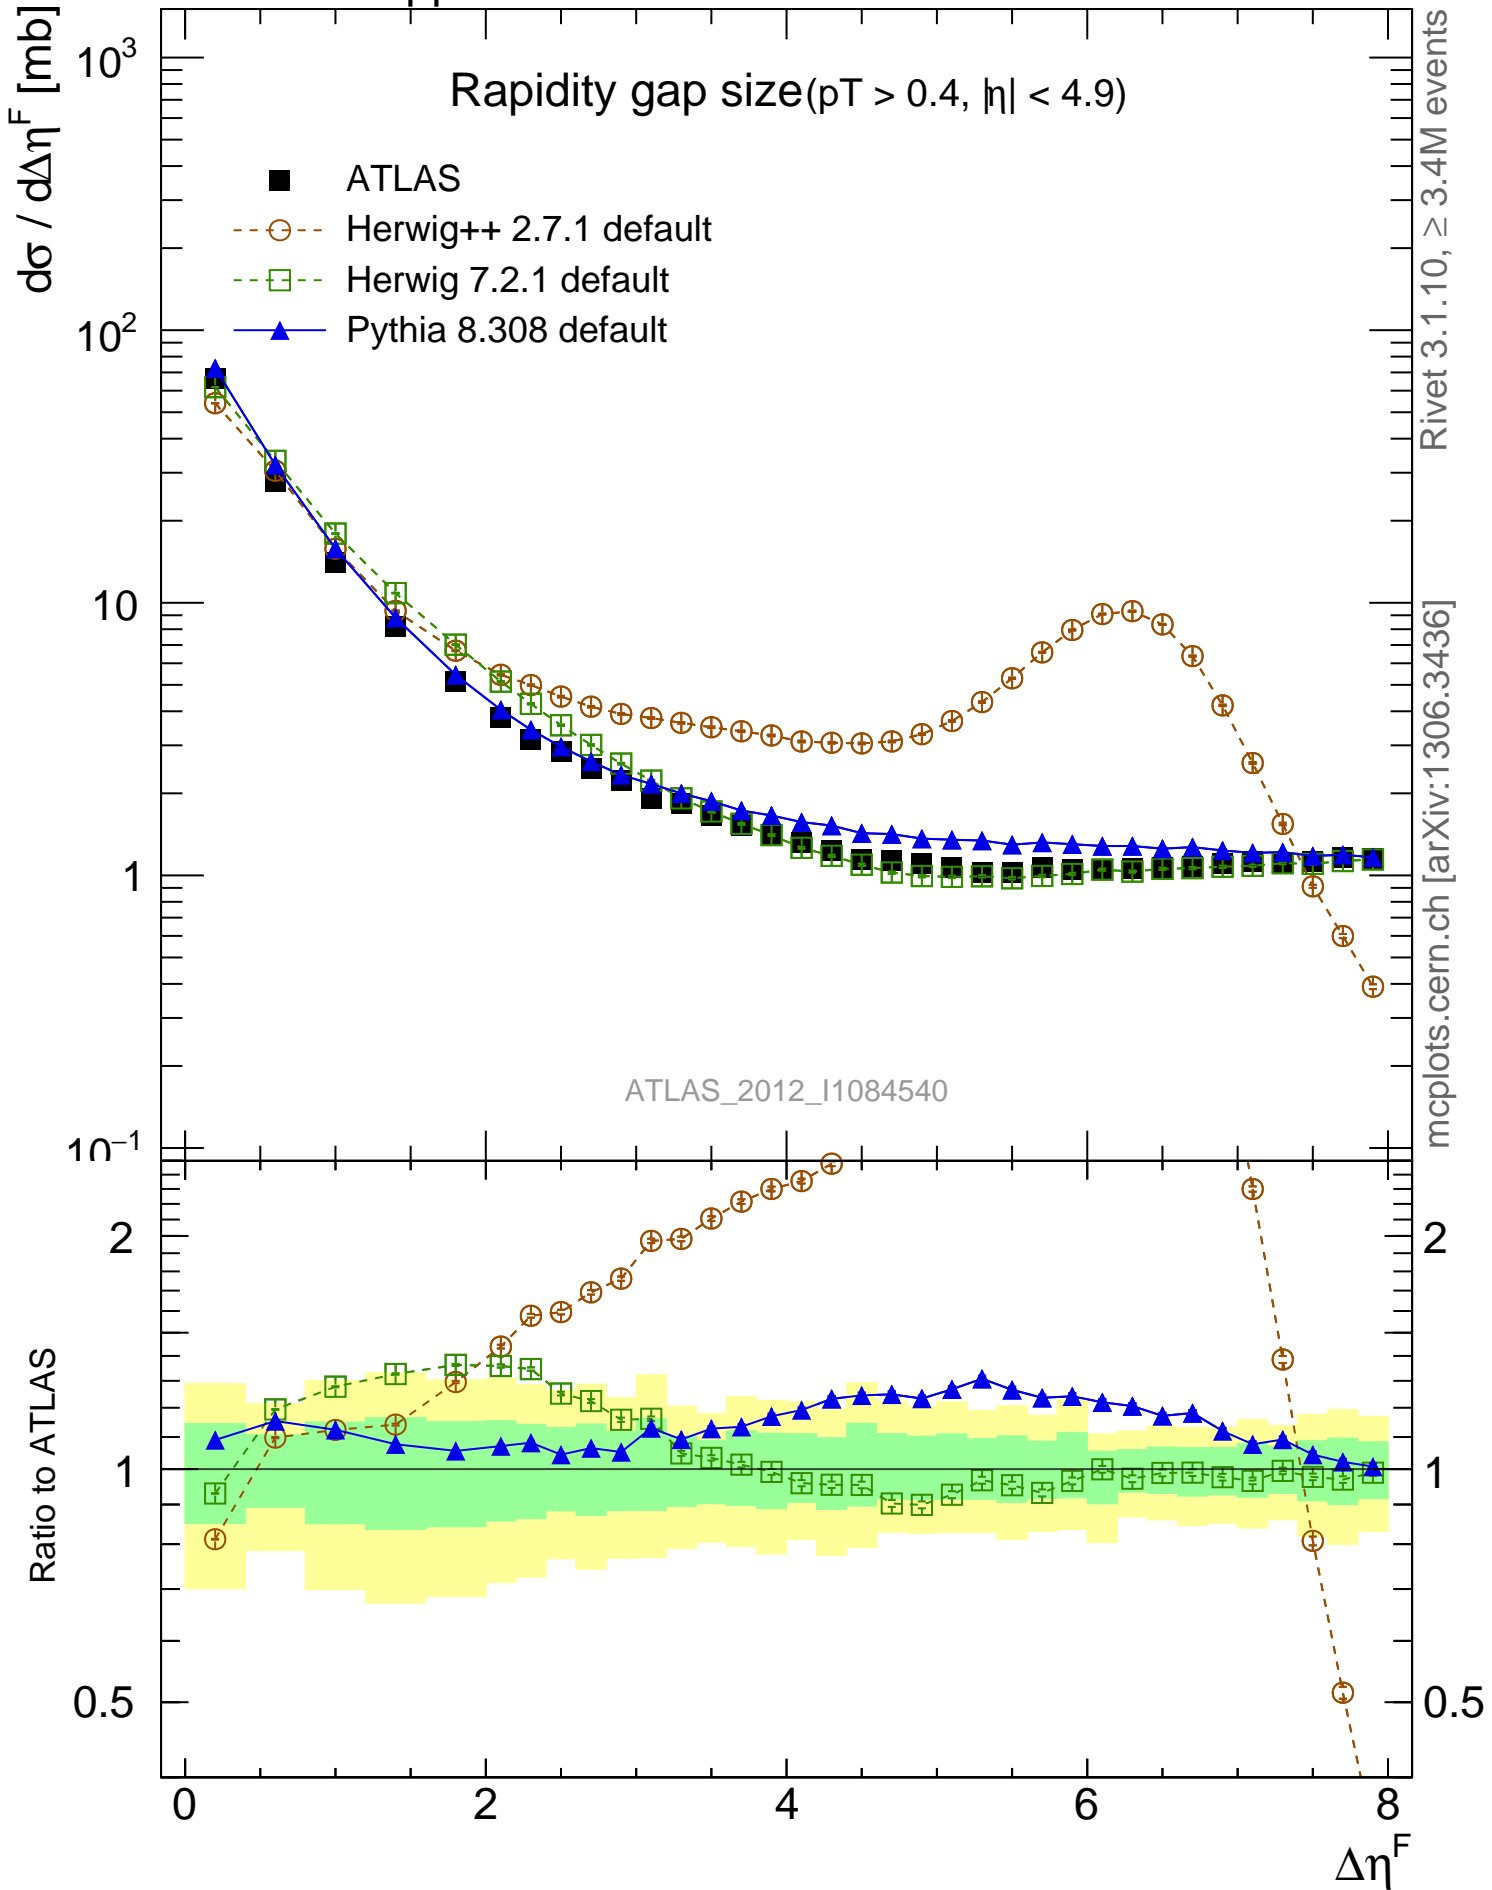 Rapidity gap size(pT > 0.4, |η| < 4.9)
dσ / dΔη^F [mb]
ATLAS
Herwig++ 2.7.1 default
Herwig 7.2.1 default
Pythia 8.308 default
10^3
10^2
10
1
10^−1
ATLAS_2012_I1084540
Rivet 3.1.10, ≥ 3.4M events
mcplots.cern.ch [arXiv:1306.3436]
Ratio to ATLAS
2
1
0.5
2
1
0.5
0 2 4 6 8
Δη^F